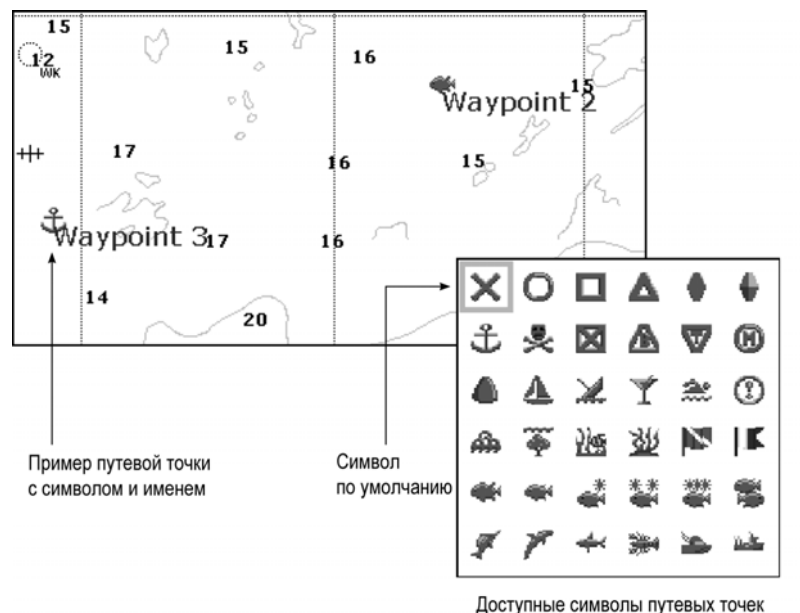 15
15
16
12
WK
15
Waypoint 2
17
16
15
Waypoint 3
17
16
14
20
Пример путевой точки
с символом и именем
Символ
по умолчанию
Доступные символы путевых точек